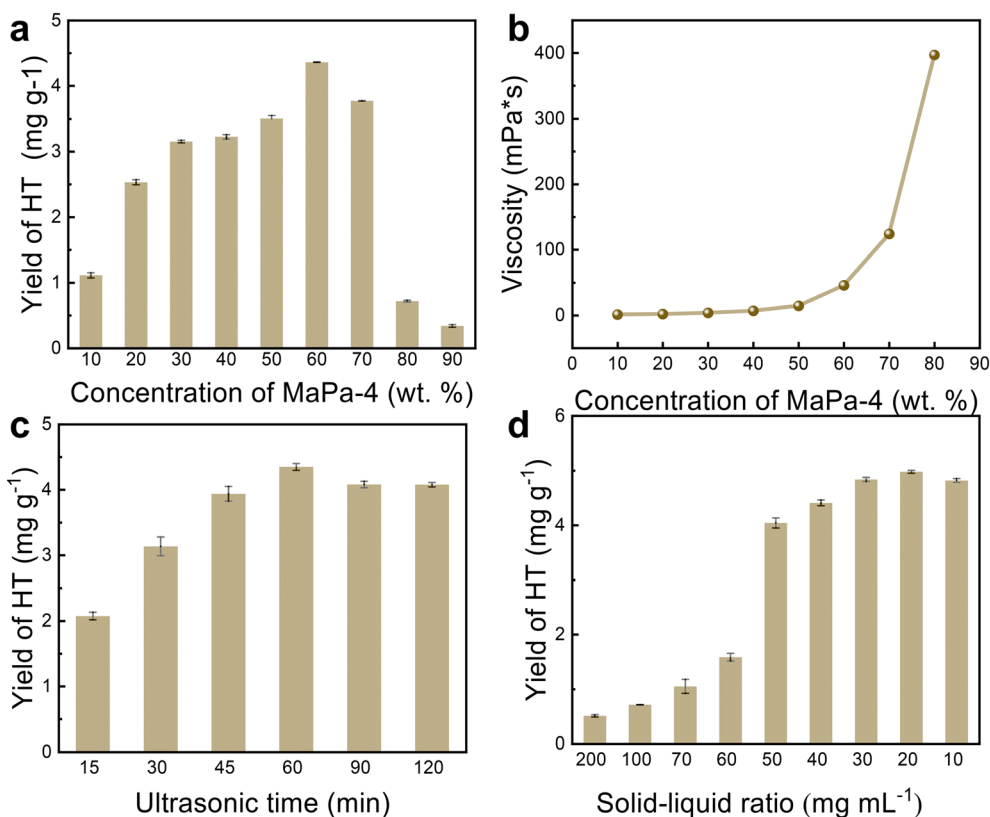 a
Yield of HT (mg g-1)
5
4
3
2
1
0
10 20 30 40 50 60 70 80 90
Concentration of MaPa-4 (wt. %)
b
Viscosity (mPa*s)
400
300
200
100
0
0 10 20 30 40 50 60 70 80 90
Concentration of MaPa-4 (wt. %)
c
Yield of HT (mg g⁻¹)
5
4
3
2
1
0
15 30 45 60 90 120
Ultrasonic time (min)
d
Yield of HT (mg g⁻¹)
6
4
2
0
200 100 70 60 50 40 30 20 10
Solid-liquid ratio (mg mL⁻¹)